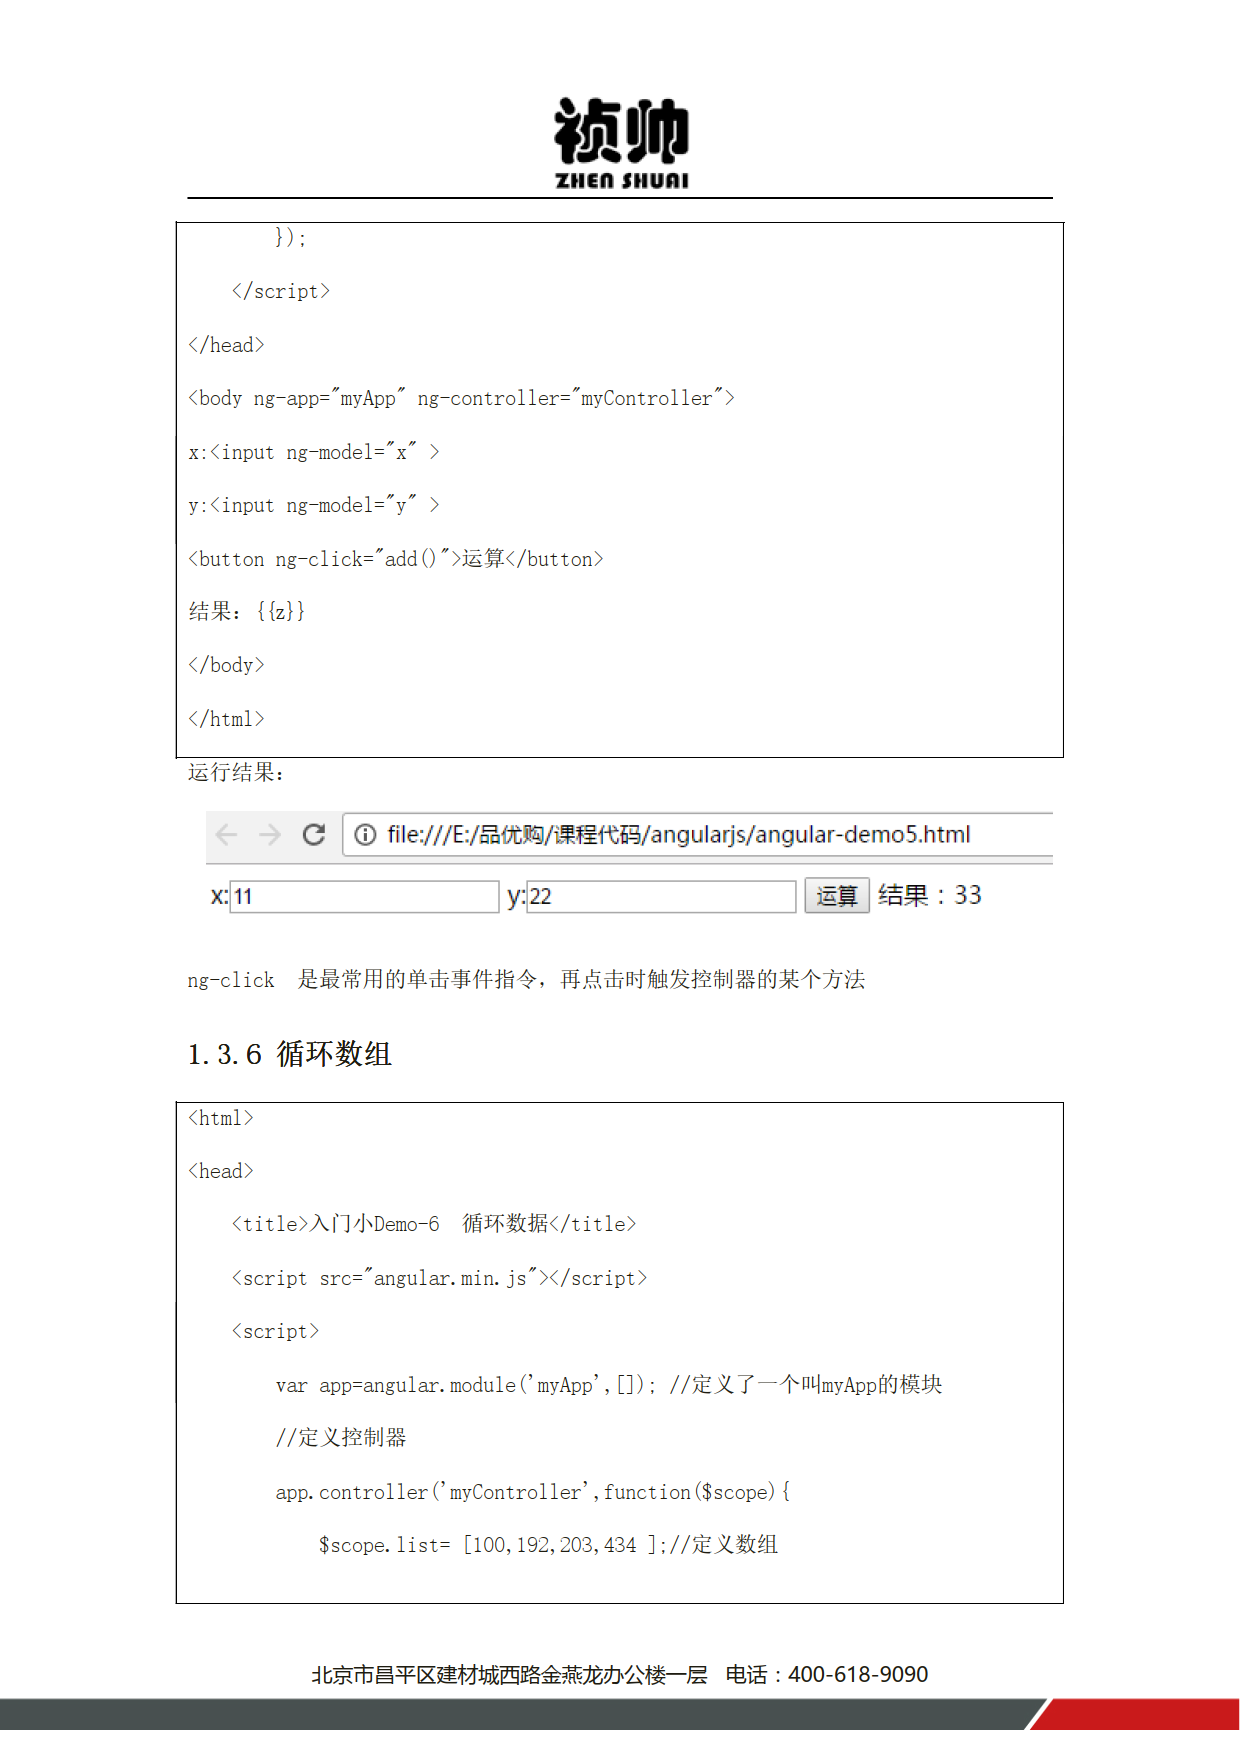 祯帅
ZHEN SHUAI
});
</script>
</head>
<body ng-app="myApp" ng-controller="myController">
x:<input ng-model="x" >
y:<input ng-model="y" >
<button ng-click="add()">运算</button>
结果：{{z}}
</body>
</html>
运行结果：
file:///E:/品优购/课程代码/angularjs/angular-demo5.html
x:11 y:22 运算 结果：33
ng-click  是最常用的单击事件指令，再点击时触发控制器的某个方法
1.3.6 循环数组
<html>
<head>
<title>入门小Demo-6  循环数据</title>
<script src="angular.min.js"></script>
<script>
var app=angular.module('myApp',[]); //定义了一个叫myApp的模块
//定义控制器
app.controller('myController',function($scope){
$scope.list= [100,192,203,434 ];//定义数组
北京市昌平区建材城西路金燕龙办公楼一层 电话：400-618-9090